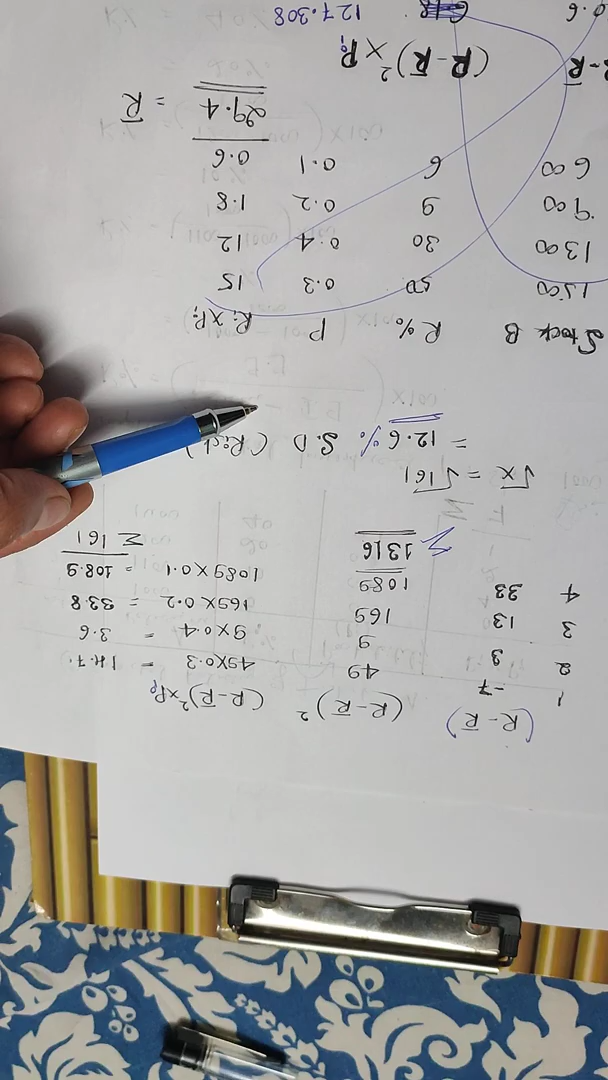 (R - R̄) (R - R̄)² (R - R̄)² x Pi
1 -7 49 49 x 0.3 = 14.7
2 3 9 9 x 0.4 = 3.6
3 13 169 169 x 0.2 = 33.8
4 33 1089 1089 x 0.1 = 108.9
Σ 1316 Σ 161
√x = √161
= 12.6% S.D (Risk)
Stock B R% P Ri x Pi
1500 50 0.3 15
1300 30 0.4 12
900 9 0.2 1.8
600 6 0.1 0.6
29.4 = R̄
R - R̄ (R - R̄)² x Pi
0.6 127.308